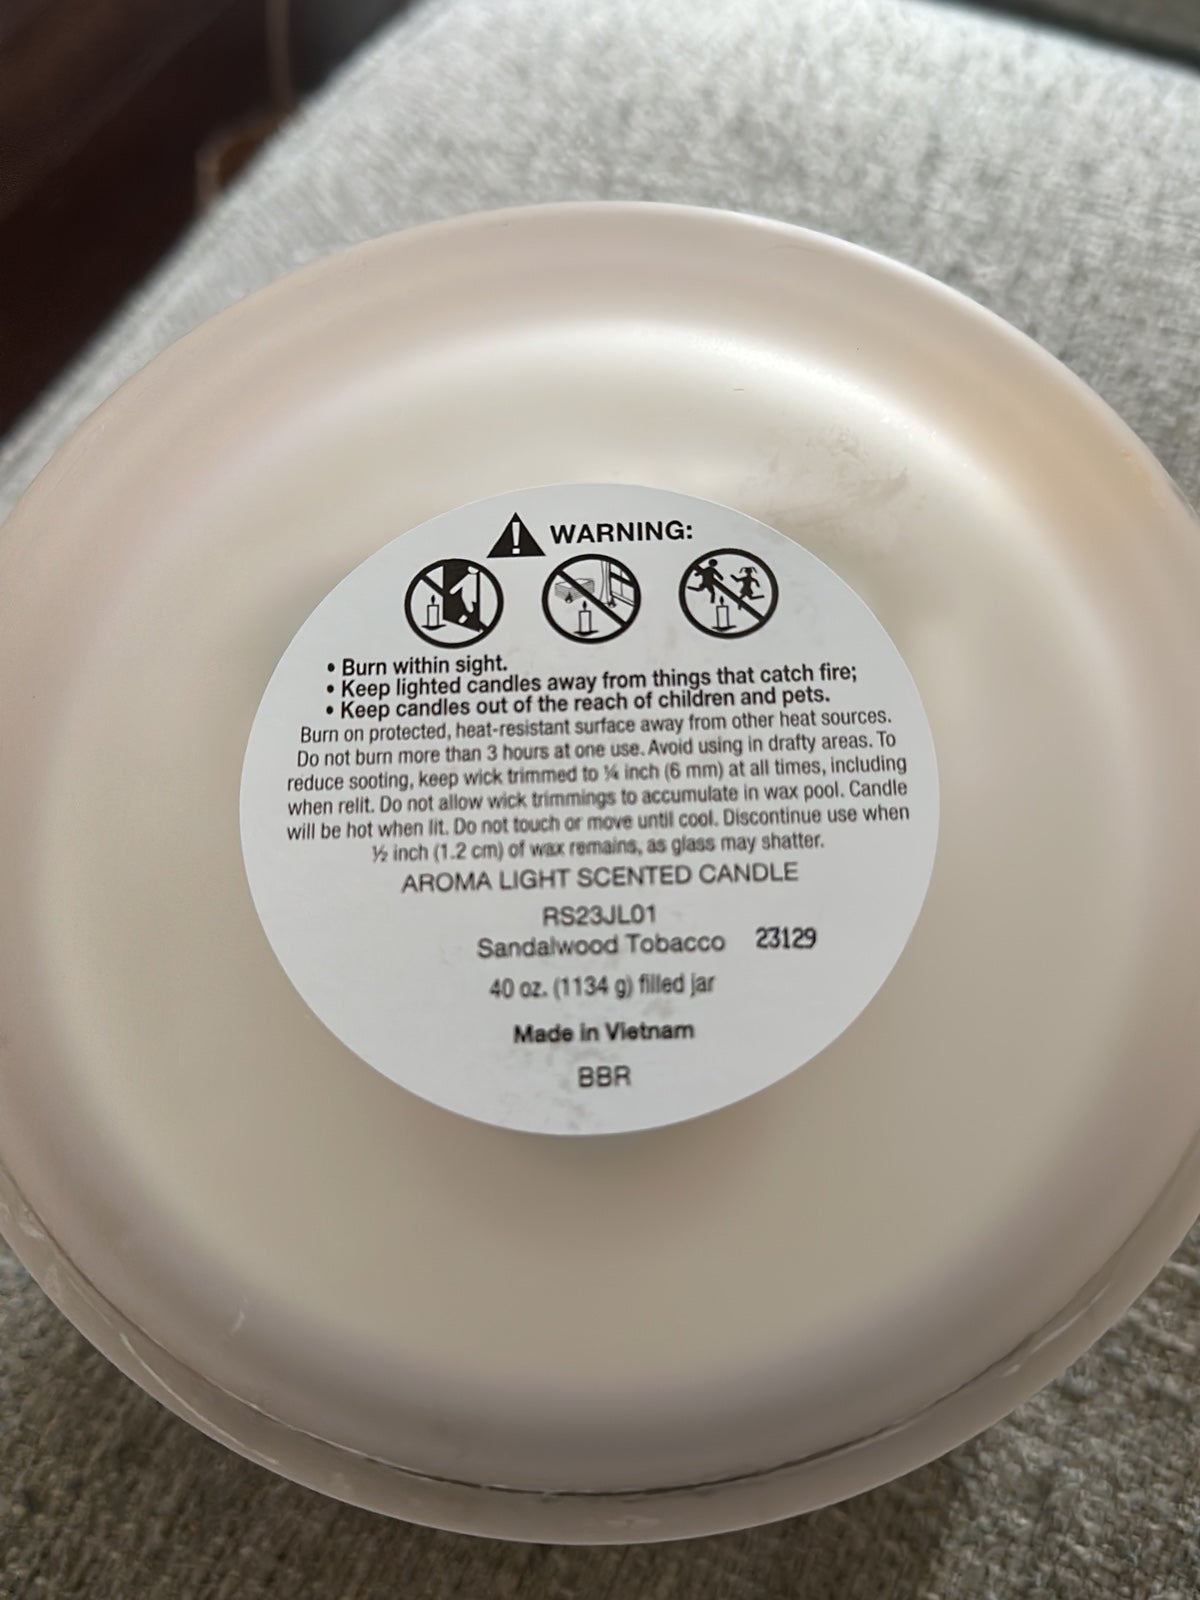 WARNING:
• Burn within sight.
• Keep lighted candles away from things that catch fire;
• Keep candles out of the reach of children and pets.
Burn on protected, heat-resistant surface away from other heat sources.
Do not burn more than 3 hours at one use. Avoid using in drafty areas. To
reduce sooting, keep wick trimmed to ¼ inch (6 mm) at all times, including
when relit. Do not allow wick trimmings to accumulate in wax pool. Candle
will be hot when lit. Do not touch or move until cool. Discontinue use when
½ inch (1.2 cm) of wax remains, as glass may shatter.
AROMA LIGHT SCENTED CANDLE
RS23JL01
Sandalwood Tobacco 23129
40 oz. (1134 g) filled jar
Made in Vietnam
BBR